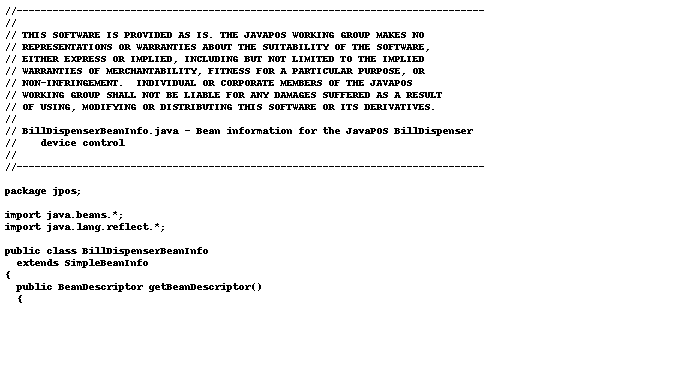 //------------------------------------------------------------------------------
//
// THIS SOFTWARE IS PROVIDED AS IS. THE JAVAPOS WORKING GROUP MAKES NO
// REPRESENTATIONS OR WARRANTIES ABOUT THE SUITABILITY OF THE SOFTWARE,
// EITHER EXPRESS OR IMPLIED, INCLUDING BUT NOT LIMITED TO THE IMPLIED
// WARRANTIES OF MERCHANTABILITY, FITNESS FOR A PARTICULAR PURPOSE, OR
// NON-INFRINGEMENT.  INDIVIDUAL OR CORPORATE MEMBERS OF THE JAVAPOS
// WORKING GROUP SHALL NOT BE LIABLE FOR ANY DAMAGES SUFFERED AS A RESULT
// OF USING, MODIFYING OR DISTRIBUTING THIS SOFTWARE OR ITS DERIVATIVES.
//
// BillDispenserBeanInfo.java - Bean information for the JavaPOS BillDispenser
//    device control
//
//------------------------------------------------------------------------------
package jpos;
import java.beans.*;
import java.lang.reflect.*;
public class BillDispenserBeanInfo
  extends SimpleBeanInfo
{
  public BeanDescriptor getBeanDescriptor()
  {